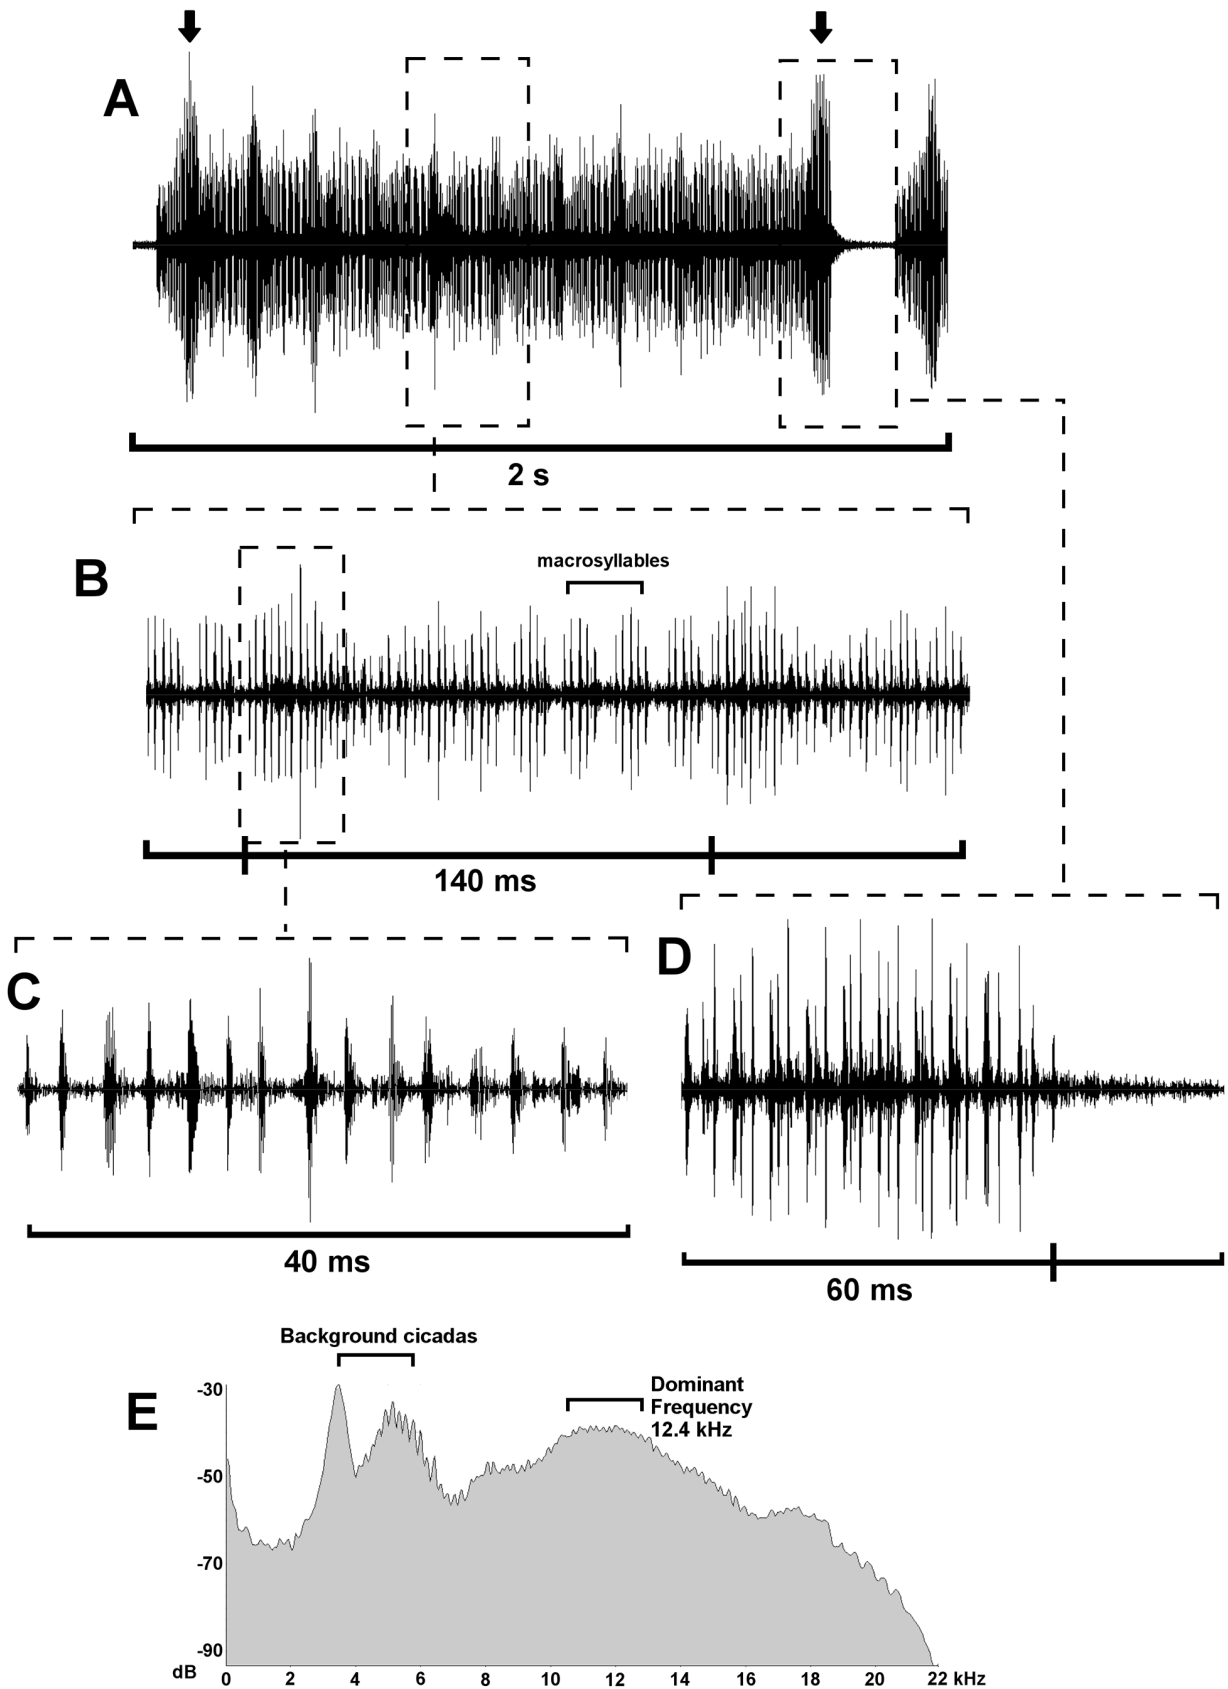 A
2 s
B
macrosyllables
140 ms
C
D
40 ms
60 ms
Background cicadas
E
Dominant
Frequency
12.4 kHz
-30
-50
-70
-90
dB
0 2 4 6 8 10 12 14 16 18 20 22 kHz